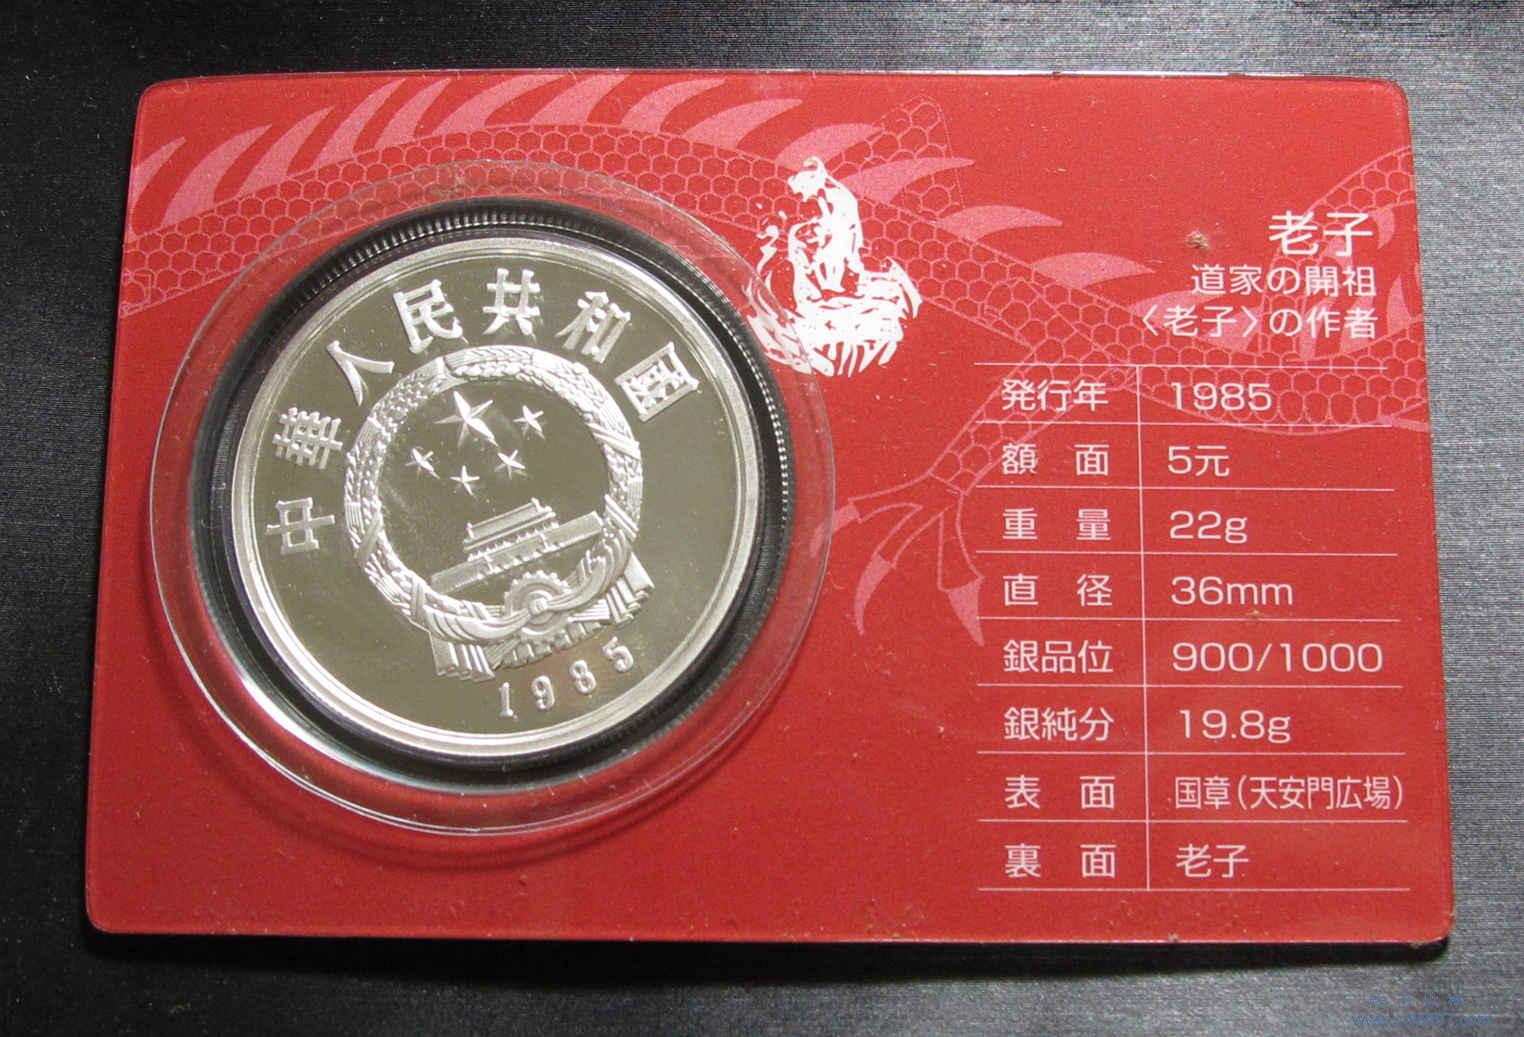 中華人民共和國
1985
老子
道家の開祖
〈老子〉の作者
発行年 1985
額面 5元
重量 22g
直径 36mm
銀品位 900/1000
銀純分 19.8g
表面 国章(天安門広場)
裏面 老子